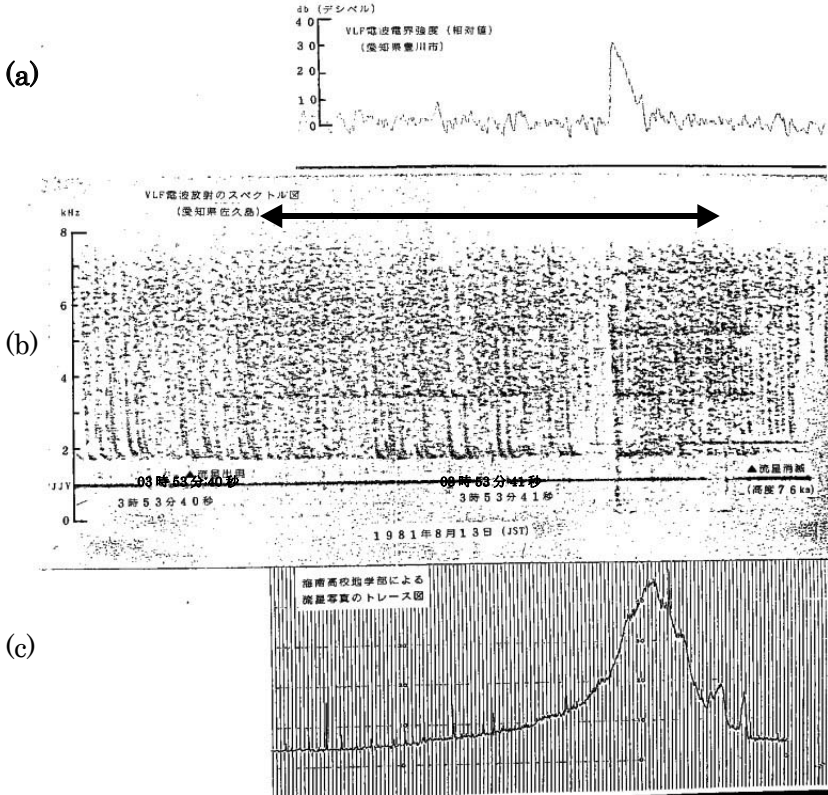 (a)
db (デシベル)
40
30
20
10
0
VLF電波電界強度 (相対値)
(愛知県豊川市)
(b)
VLF電波放射のスペクトル図
(愛知県佐久島)
kHz
8
6
4
2
0
JJY
▲流星出現
03時53分40秒
3時53分40秒
03時53分41秒
3時53分41秒
▲流星消滅
(高度76km)
1981年8月13日 (JST)
(c)
海南高校地学部による
流星写真のトレース図